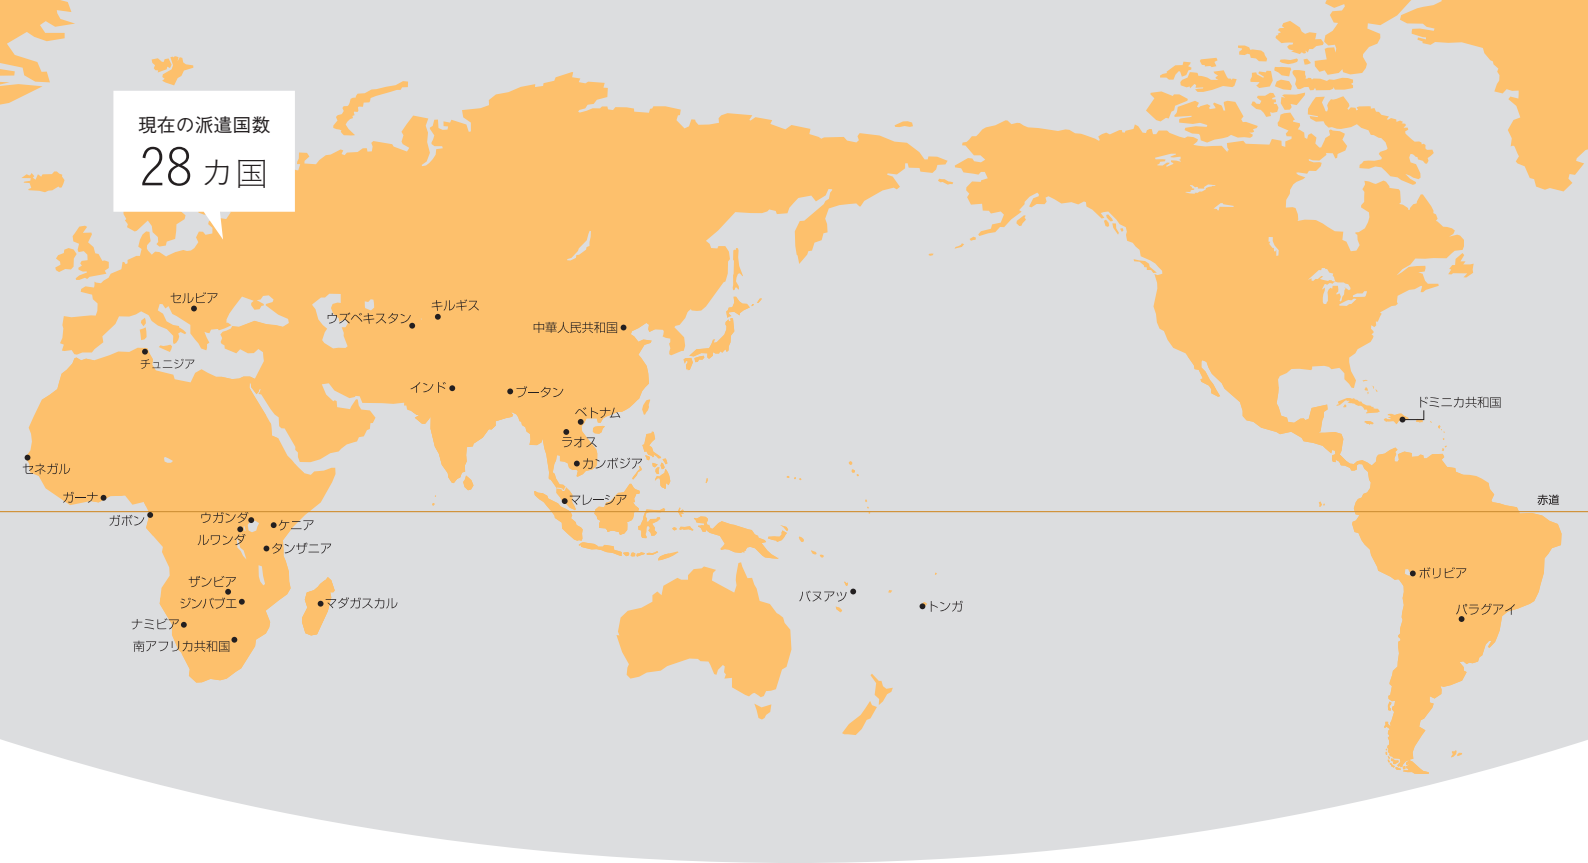 現在の派遣国数
28 カ国
セルビア
キルギス
ウズベキスタン
中華人民共和国
チュニジア
インド
ブータン
ドミニカ共和国
ベトナム
ラオス
カンボジア
セネガル
ガーナ
マレーシア
赤道
ガボン
ウガンダ
ケニア
ルワンダ
タンザニア
ボリビア
ザンビア
ジンバブエ
マダガスカル
バヌアツ
トンガ
パラグアイ
ナミビア
南アフリカ共和国